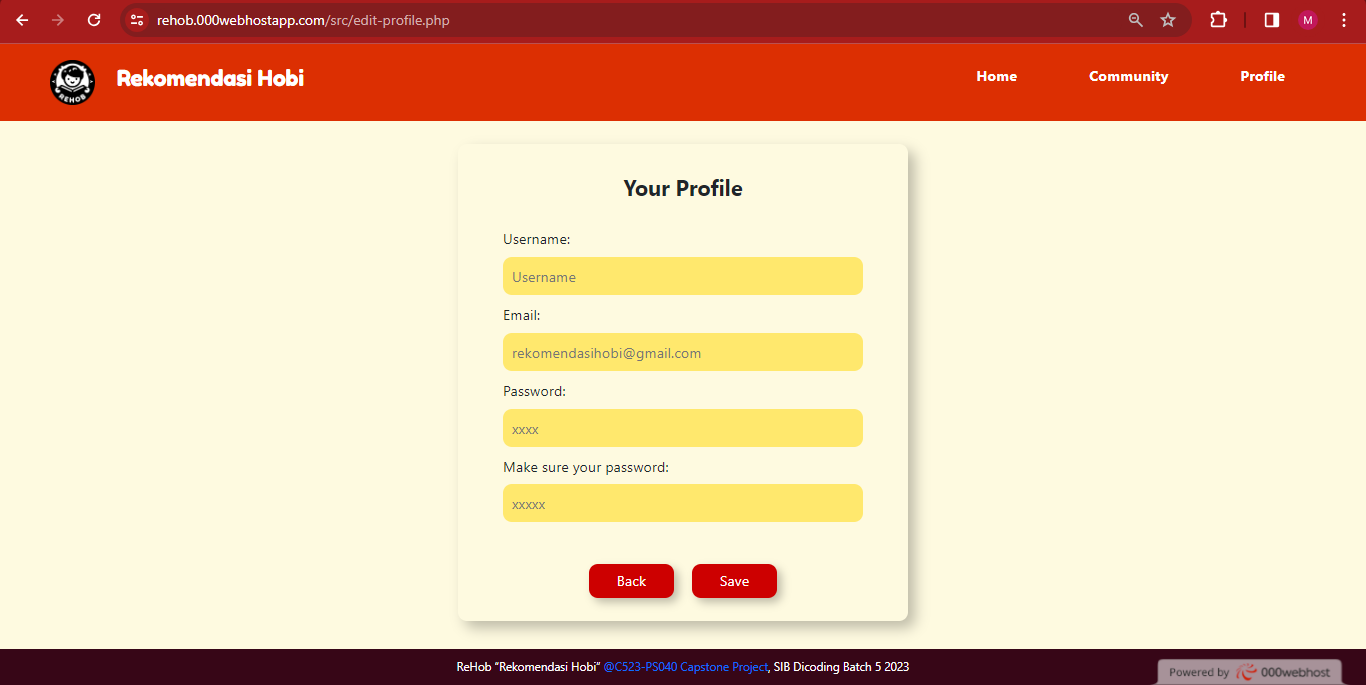 rehob.000webhostapp.com/src/edit-profile.php
M
REHOB
Rekomendasi Hobi
Home
Community
Profile
Your Profile
Username:
Username
Email:
rekomendasihobi@gmail.com
Password:
xxxx
Make sure your password:
xxxxx
Back
Save
ReHob “Rekomendasi Hobi” @C523-PS040 Capstone Project, SIB Dicoding Batch 5 2023
Powered by 000webhost